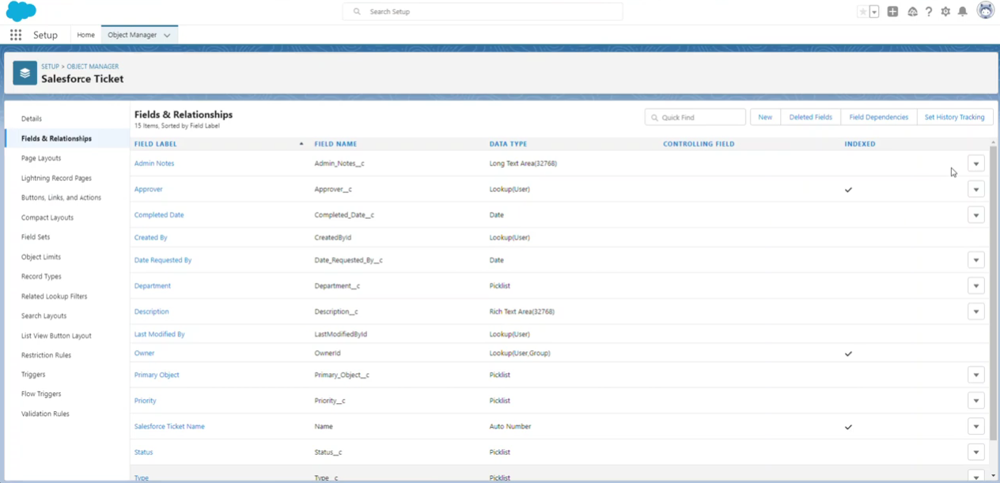 Search Setup
Setup
Home
Object Manager
SETUP > OBJECT MANAGER
Salesforce Ticket
Details
Fields & Relationships
Page Layouts
Lightning Record Pages
Buttons, Links, and Actions
Compact Layouts
Field Sets
Object Limits
Record Types
Related Lookup Filters
Search Layouts
List View Button Layout
Restriction Rules
Triggers
Flow Triggers
Validation Rules
Fields & Relationships
15 Items, Sorted by Field Label
Quick Find
New
Deleted Fields
Field Dependencies
Set History Tracking
FIELD LABEL FIELD NAME DATA TYPE CONTROLLING FIELD INDEXED
Admin Notes Admin_Notes__c Long Text Area(32768)
Approver Approver__c Lookup(User)
Completed Date Completed_Date__c Date
Created By CreatedById Lookup(User)
Date Requested By Date_Requested_By__c Date
Department Department__c Picklist
Description Description__c Rich Text Area(32768)
Last Modified By LastModifiedById Lookup(User)
Owner OwnerId Lookup(User,Group)
Primary Object Primary_Object__c Picklist
Priority Priority__c Picklist
Salesforce Ticket Name Name Auto Number
Status Status__c Picklist
Type Type__c Picklist